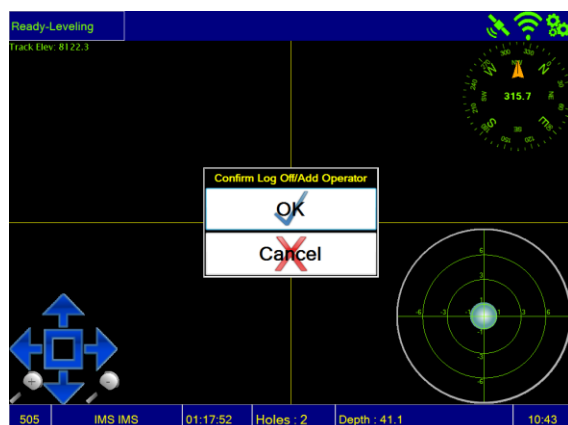 Ready-Leveling
Track Elev: 8122.3
315.7
Confirm Log Off/Add Operator
OK
Cancel
505
IMS IMS
01:17:52
Holes : 2
Depth : 41.1
10:43